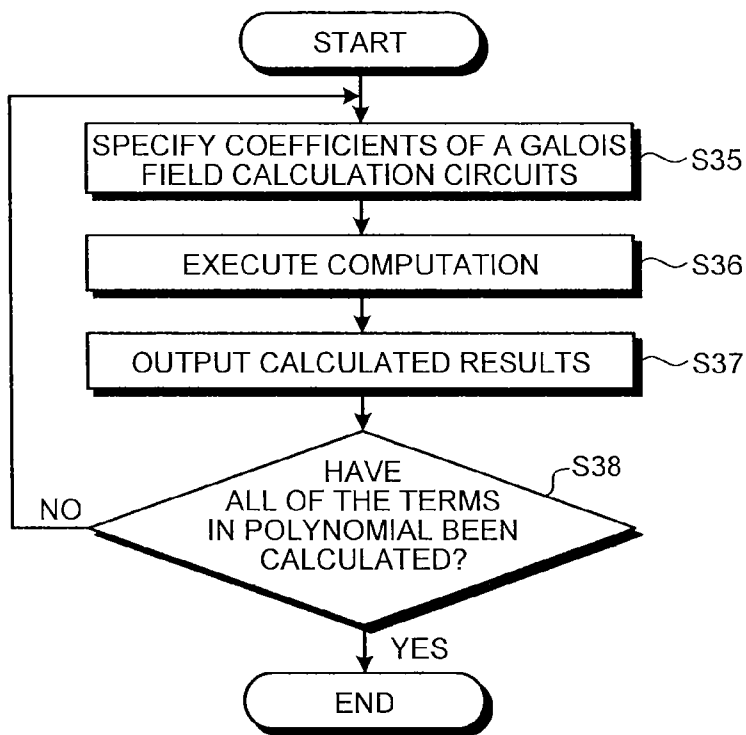 START
SPECIFY COEFFICIENTS OF A GALOIS
FIELD CALCULATION CIRCUITS
S35
EXECUTE COMPUTATION
S36
OUTPUT CALCULATED RESULTS
S37
HAVE
ALL OF THE TERMS
IN POLYNOMIAL BEEN
CALCULATED?
S38
NO
YES
END